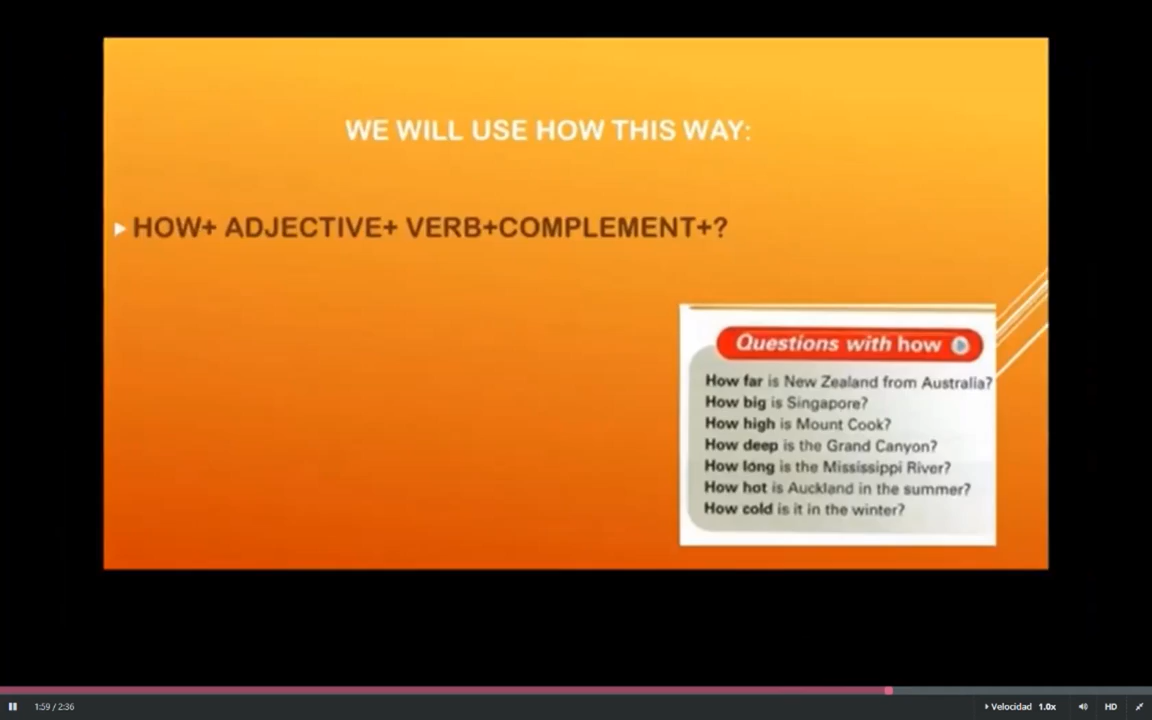 WE WILL USE HOW THIS WAY:
HOW+ ADJECTIVE+ VERB+COMPLEMENT+?
Questions with how
How far is New Zealand from Australia?
How big is Singapore?
How high is Mount Cook?
How deep is the Grand Canyon?
How long is the Mississippi River?
How hot is Auckland in the summer?
How cold is it in the winter?
1:59 / 2:36
Velocidad 1.0x
HD